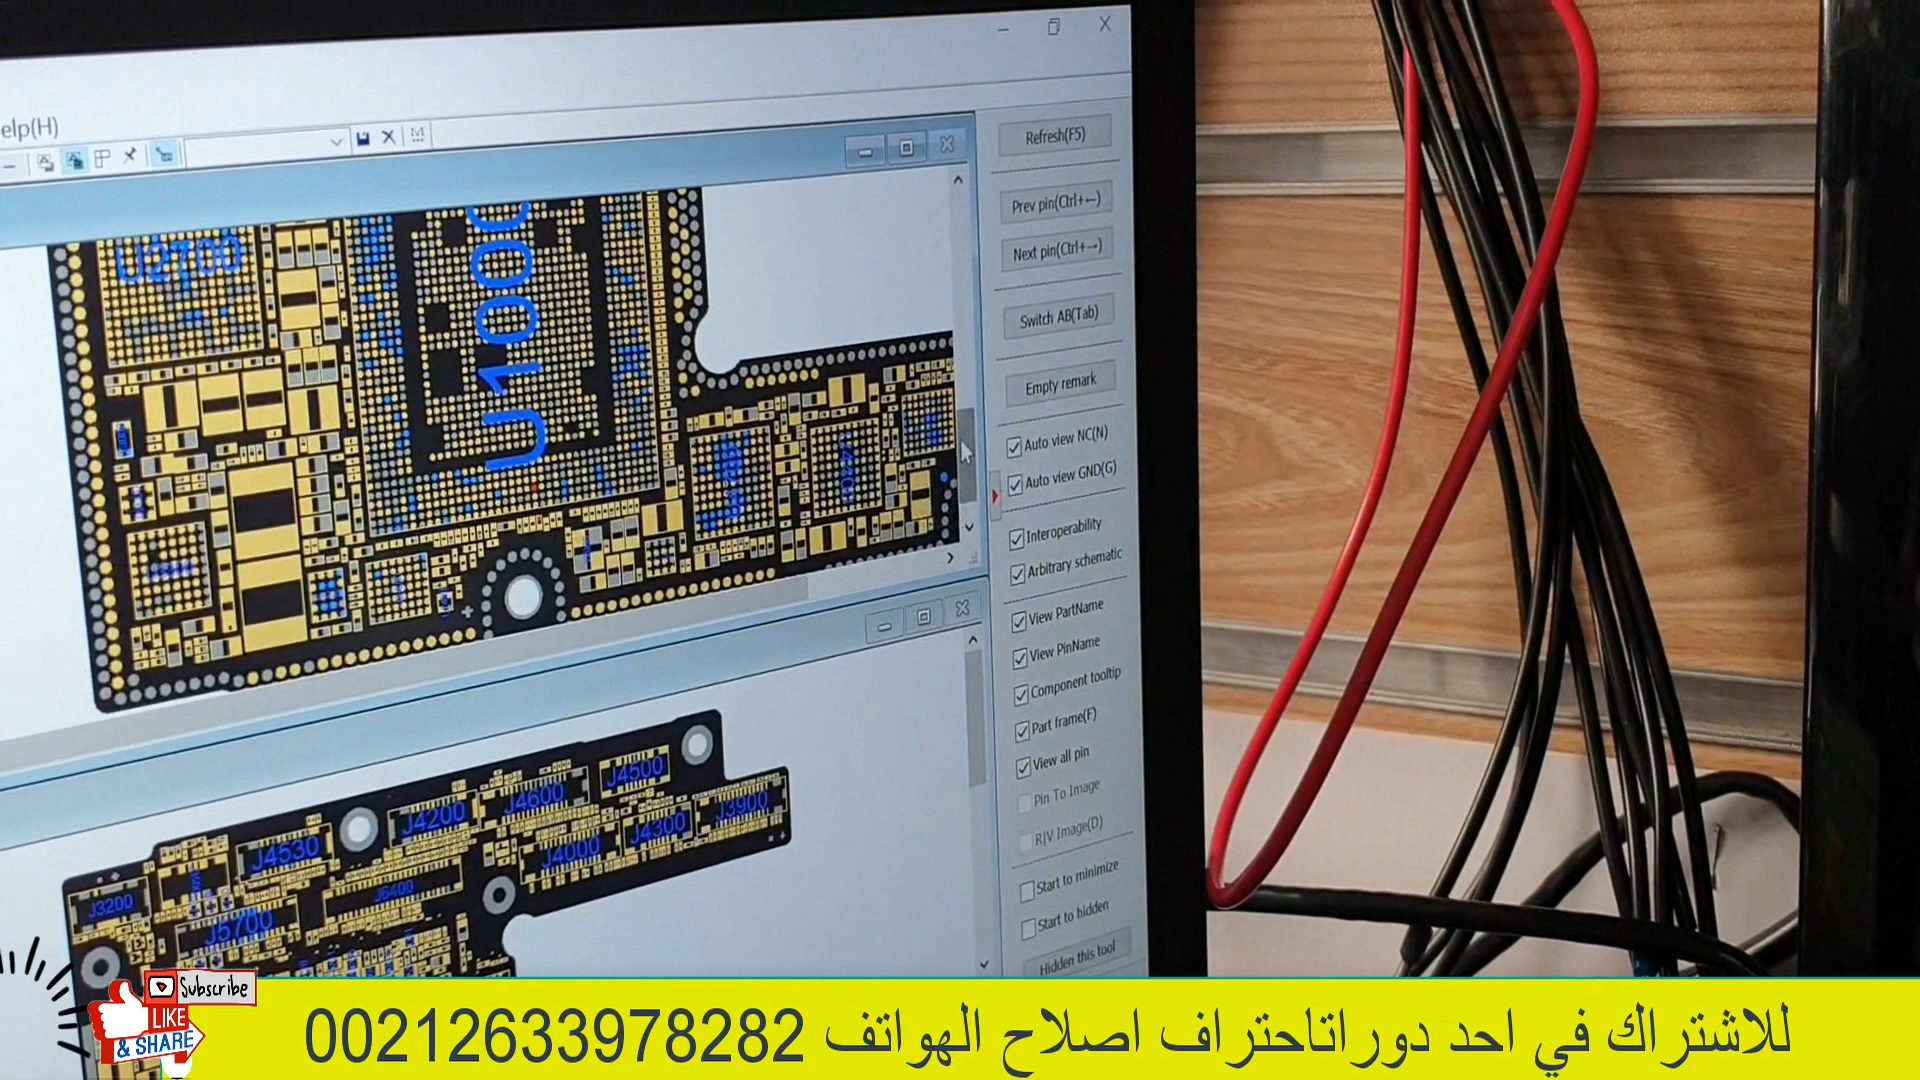 elp(H)
Refresh(F5)
Prev pin(Ctrl+←)
Next pin(Ctrl+→)
Switch AB(Tab)
Empty remark
Auto view NC(N)
Auto view GND(G)
Interoperability
Arbitrary schematic
View PartName
View PinName
Component tooltip
Part frame(F)
View all pin
Pin To Image
R|V Image(D)
Start to minimize
Start to hidden
Hidden this tool
U2700
U1000
J4500
J4600
J4200
J3900
J4300
J4000
J4530
J6400
J3200
J5700
Subscribe
LIKE
& SHARE
للاشتراك في احد دوراتاحتراف اصلاح الهواتف 00212633978282